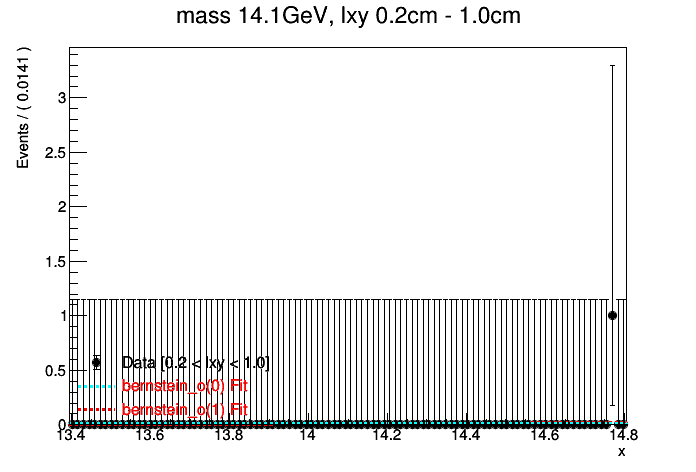 mass 14.1GeV, lxy 0.2cm - 1.0cm
Events / ( 0.0141 )
3
2.5
2
1.5
1
0.5
0
Data [0.2 < lxy < 1.0]
bernstein_o(0) Fit
bernstein_o(1) Fit
13.4 13.6 13.8 14 14.2 14.4 14.6 14.8
x